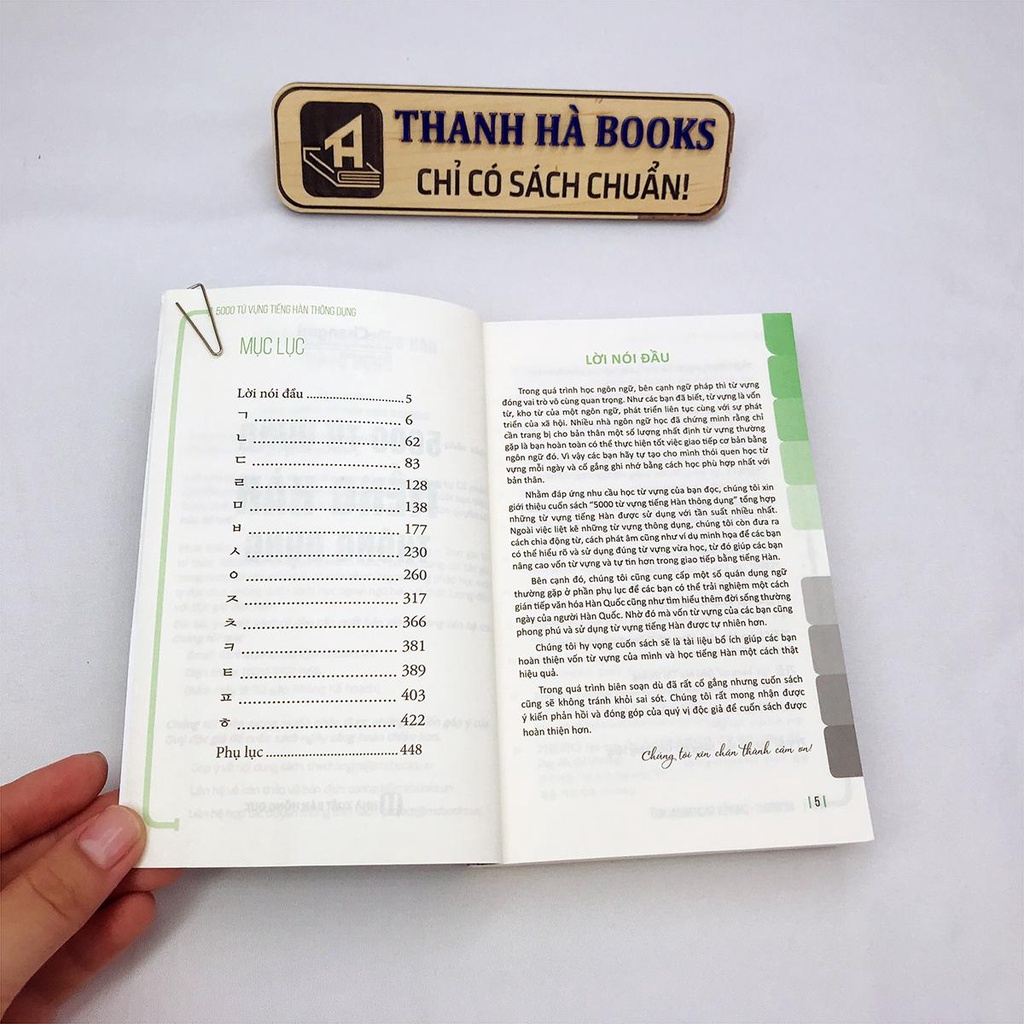 THANH HÀ BOOKS
CHỈ CÓ SÁCH CHUẨN!
5000 TỪ VỰNG TIẾNG HÀN THÔNG DỤNG
MỤC LỤC
Lời nói đầu ................................ 5
ㄱ ................................ 6
ㄴ ................................ 62
ㄷ ................................ 83
ㄹ ................................ 128
ㅁ ................................ 138
ㅂ ................................ 177
ㅅ ................................ 230
ㅇ ................................ 260
ㅈ ................................ 317
ㅊ ................................ 366
ㅋ ................................ 381
ㅌ ................................ 389
ㅍ ................................ 403
ㅎ ................................ 422
Phụ lục ................................ 448
LỜI NÓI ĐẦU
Trong quá trình học ngôn ngữ, bên cạnh ngữ pháp thì từ vựng
đóng vai trò vô cùng quan trọng. Như các bạn đã biết, từ vựng là vốn
từ, kho từ của một ngôn ngữ, phát triển liên tục cùng với sự phát
triển của xã hội. Nhiều nhà ngôn ngữ học đã chứng minh rằng chỉ
cần trang bị cho bản thân một số lượng nhất định từ vựng thường
gặp là bạn hoàn toàn có thể thực hiện tốt việc giao tiếp cơ bản bằng
ngôn ngữ đó. Vì vậy các bạn hãy tự tạo cho mình thói quen học từ
vựng mỗi ngày và cố gắng ghi nhớ bằng cách học phù hợp nhất với
bản thân.
Nhằm đáp ứng nhu cầu học từ vựng của bạn đọc, chúng tôi xin
giới thiệu cuốn sách “5000 từ vựng tiếng Hàn thông dụng” tổng hợp
những từ vựng tiếng Hàn được sử dụng với tần suất nhiều nhất.
Ngoài việc liệt kê những từ vựng thông dụng, chúng tôi còn đưa ra
cách chia động từ, cách phát âm cũng như ví dụ minh họa để các bạn
có thể hiểu rõ và sử dụng đúng từ vựng vừa học, từ đó giúp các bạn
nâng cao vốn từ vựng và tự tin hơn trong giao tiếp bằng tiếng Hàn.
Bên cạnh đó, chúng tôi cũng cung cấp một số quán dụng ngữ
thường gặp ở phần phụ lục để các bạn có thể trải nghiệm một cách
gián tiếp văn hóa Hàn Quốc cũng như tìm hiểu thêm đời sống thường
ngày của người Hàn Quốc. Nhờ đó mà vốn từ vựng của các bạn cũng
phong phú và sử dụng từ vựng tiếng Hàn được tự nhiên hơn.
Chúng tôi hy vọng cuốn sách sẽ là tài liệu bổ ích giúp các bạn
hoàn thiện vốn từ vựng của mình và học tiếng Hàn một cách thật
hiệu quả.
Trong quá trình biên soạn dù đã rất cố gắng nhưng cuốn sách
cũng sẽ không tránh khỏi sai sót. Chúng tôi rất mong nhận được
ý kiến phản hồi và đóng góp của quý vị độc giả để cuốn sách được
hoàn thiện hơn.
Chúng tôi xin chân thành cảm ơn!
|5|